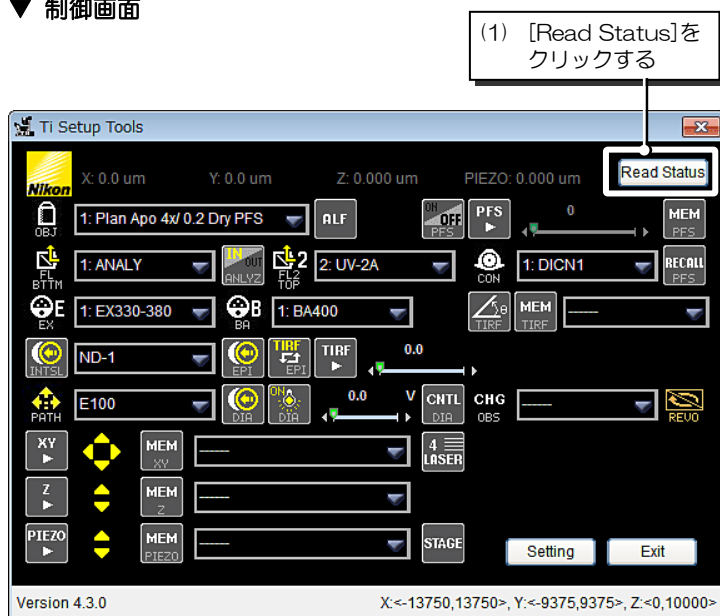 ▼ 制御画面
(1) [Read Status]を
クリックする
Ti Setup Tools
Nikon
X: 0.0 um Y: 0.0 um Z: 0.000 um PIEZO: 0.000 um Read Status
OBJ 1: Plan Apo 4x/ 0.2 Dry PFS ALF ON OFF PFS PFS 0 MEM PFS
FL BTTM 1: ANALY IN OUT ANLYZ 2 FL2 TOP 2: UV-2A CON 1: DICN1 RECALL PFS
E EX 1: EX330-380 B BA 1: BA400 θ TIRF MEM TIRF -----
INTSL ND-1 EPI TIRF EPI TIRF 0.0
PATH E100 DIA ON DIA 0.0 V CNTL DIA CHG OBS ----- REVO
XY MEM XY ----- 4 LASER
Z MEM Z -----
PIEZO MEM PIEZO ----- STAGE Setting Exit
Version 4.3.0 X:<-13750,13750>, Y:<-9375,9375>, Z:<0,10000>